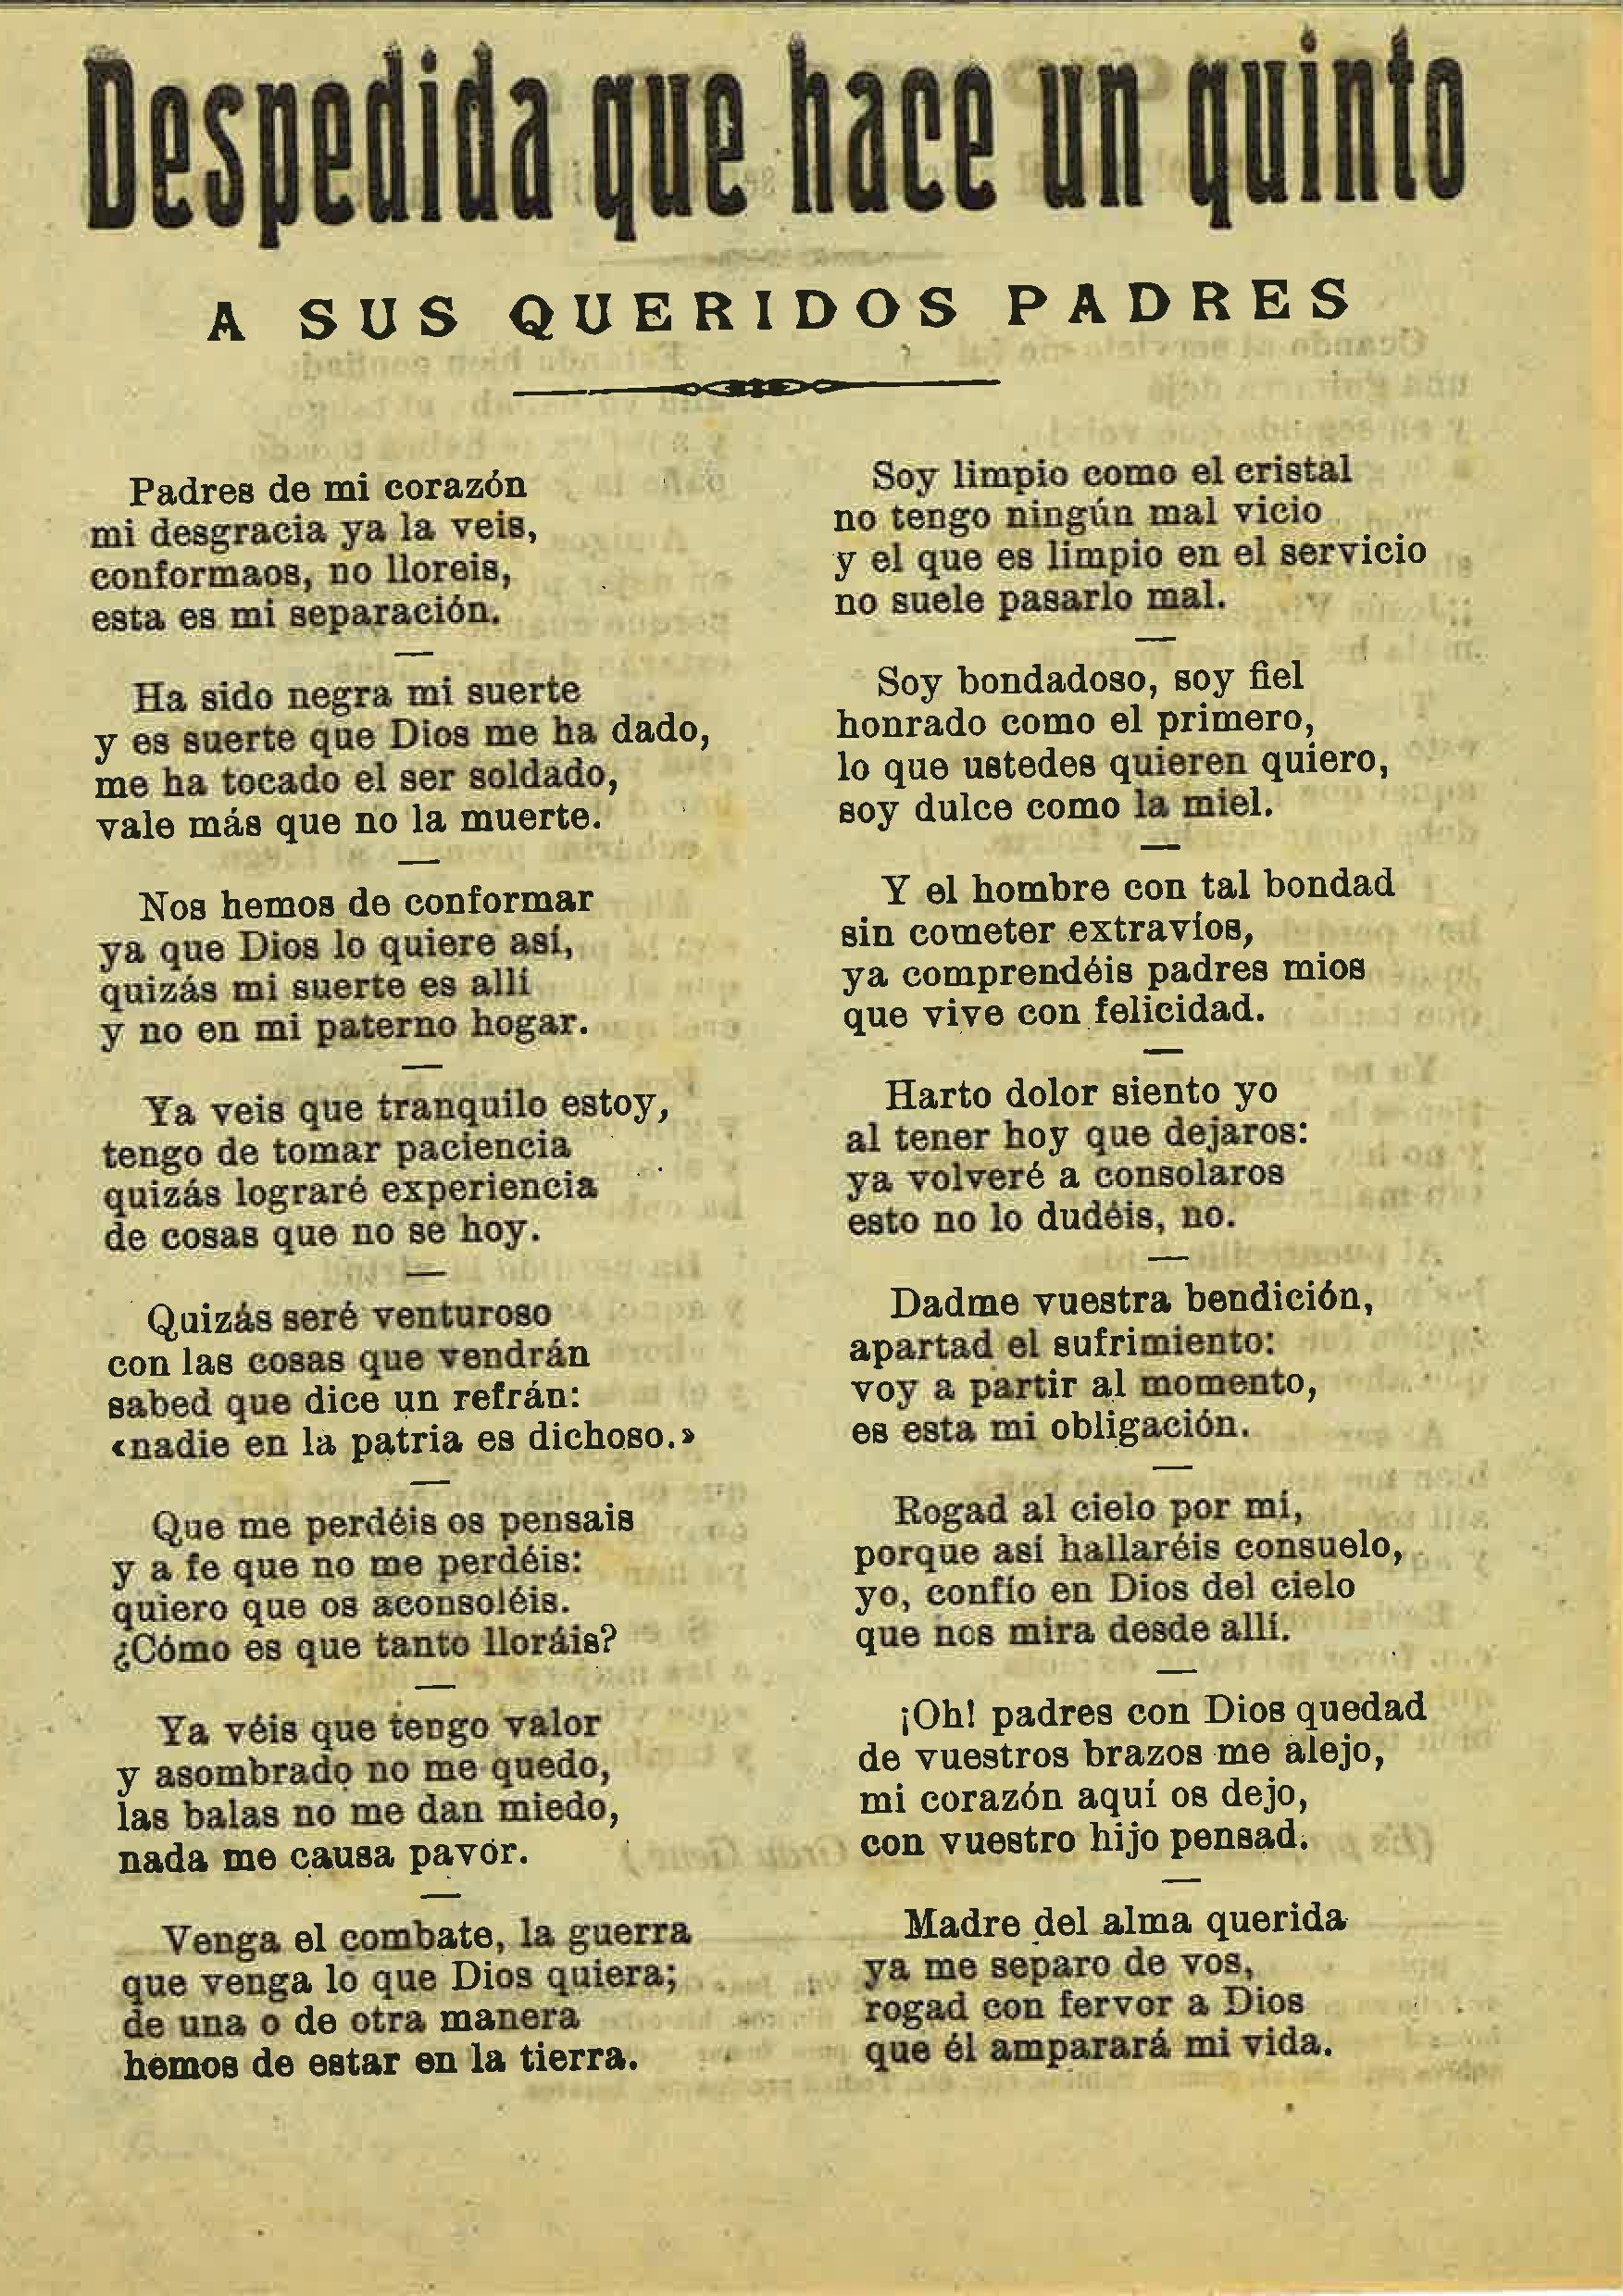 Despedida que hace un quinto
A SUS QUERIDOS PADRES
Padres de mi corazón
mi desgracia ya la veis,
conformaos, no lloreis,
esta es mi separación.
Ha sido negra mi suerte
y es suerte que Dios me ha dado,
me ha tocado el ser soldado,
vale más que no la muerte.
Nos hemos de conformar
ya que Dios lo quiere así,
quizás mi suerte es allí
y no en mi paterno hogar.
Ya veis que tranquilo estoy,
tengo de tomar paciencia
quizás lograré experiencia
de cosas que no se hoy.
Quizás seré venturoso
con las cosas que vendrán
sabed que dice un refrán:
«nadie en la patria es dichoso.»
Que me perdéis os pensais
y a fe que no me perdéis:
quiero que os aconsoléis.
¿Cómo es que tanto lloráis?
Ya véis que tengo valor
y asombrado no me quedo,
las balas no me dan miedo,
nada me causa pavor.
Venga el combate, la guerra
que venga lo que Dios quiera;
de una o de otra manera
hemos de estar en la tierra.
Soy limpio como el cristal
no tengo ningún mal vicio
y el que es limpio en el servicio
no suele pasarlo mal.
Soy bondadoso, soy fiel
honrado como el primero,
lo que ustedes quieren quiero,
soy dulce como la miel.
Y el hombre con tal bondad
sin cometer extravíos,
ya comprendéis padres mios
que vive con felicidad.
Harto dolor siento yo
al tener hoy que dejaros:
ya volveré a consolaros
esto no lo dudéis, no.
Dadme vuestra bendición,
apartad el sufrimiento:
voy a partir al momento,
es esta mi obligación.
Rogad al cielo por mí,
porque así hallaréis consuelo,
yo, confío en Dios del cielo
que nos mira desde allí.
¡Oh! padres con Dios quedad
de vuestros brazos me alejo,
mi corazón aquí os dejo,
con vuestro hijo pensad.
Madre del alma querida
ya me separo de vos,
rogad con fervor a Dios
que él amparará mi vida.